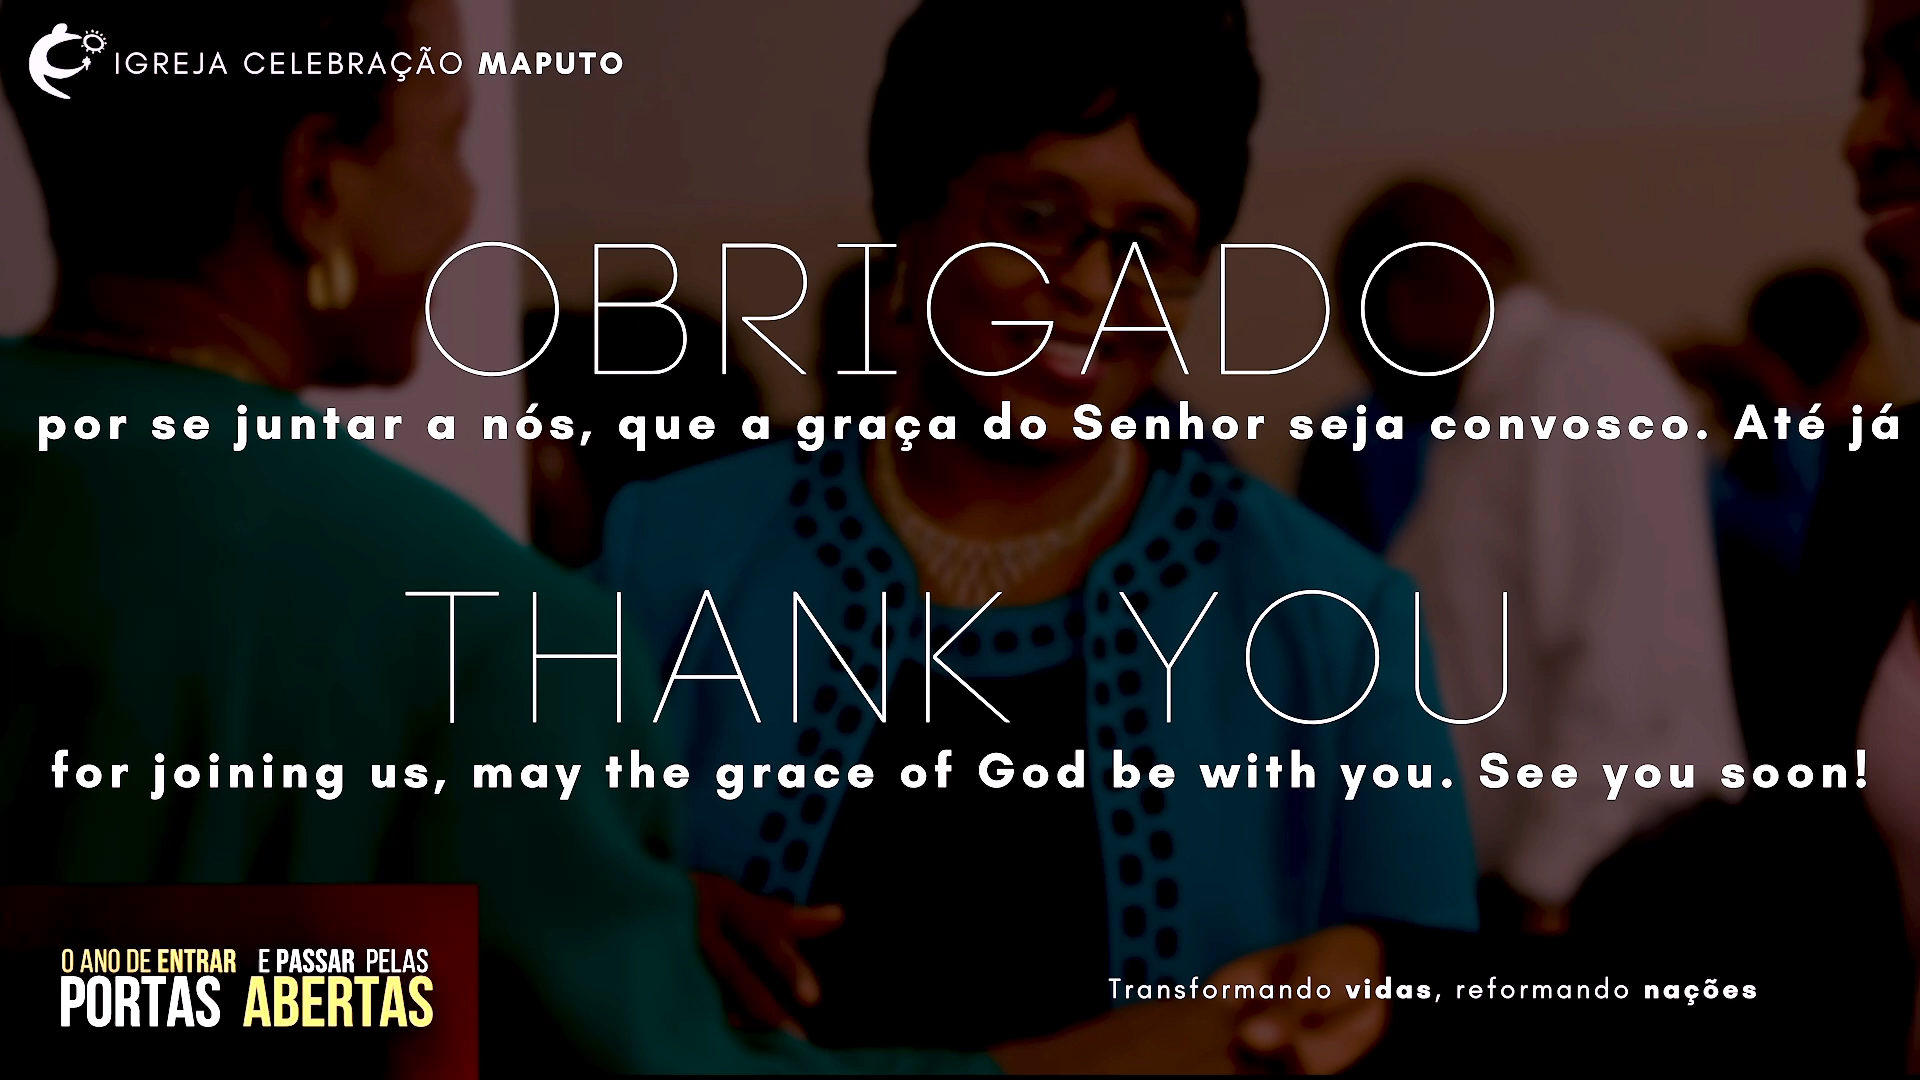 IGREJA CELEBRAÇÃO MAPUTO
OBRIGADO
por se juntar a nós, que a graça do Senhor seja convosco. Até já
THANK YOU
for joining us, may the grace of God be with you. See you soon!
O ANO DE ENTRAR E PASSAR PELAS
PORTAS ABERTAS
Transformando vidas, reformando nações